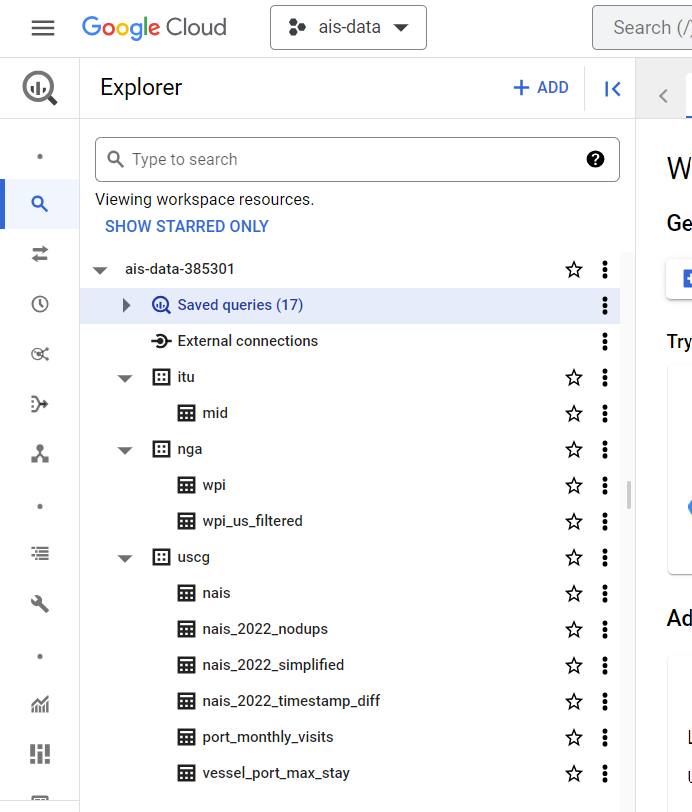 Google Cloud
ais-data
Search (/)
Explorer
ADD
Type to search
Viewing workspace resources.
SHOW STARRED ONLY
ais-data-385301
Saved queries (17)
External connections
itu
mid
nga
wpi
wpi_us_filtered
uscg
nais
nais_2022_nodups
nais_2022_simplified
nais_2022_timestamp_diff
port_monthly_visits
vessel_port_max_stay
W
Ge
Try
Ad
L